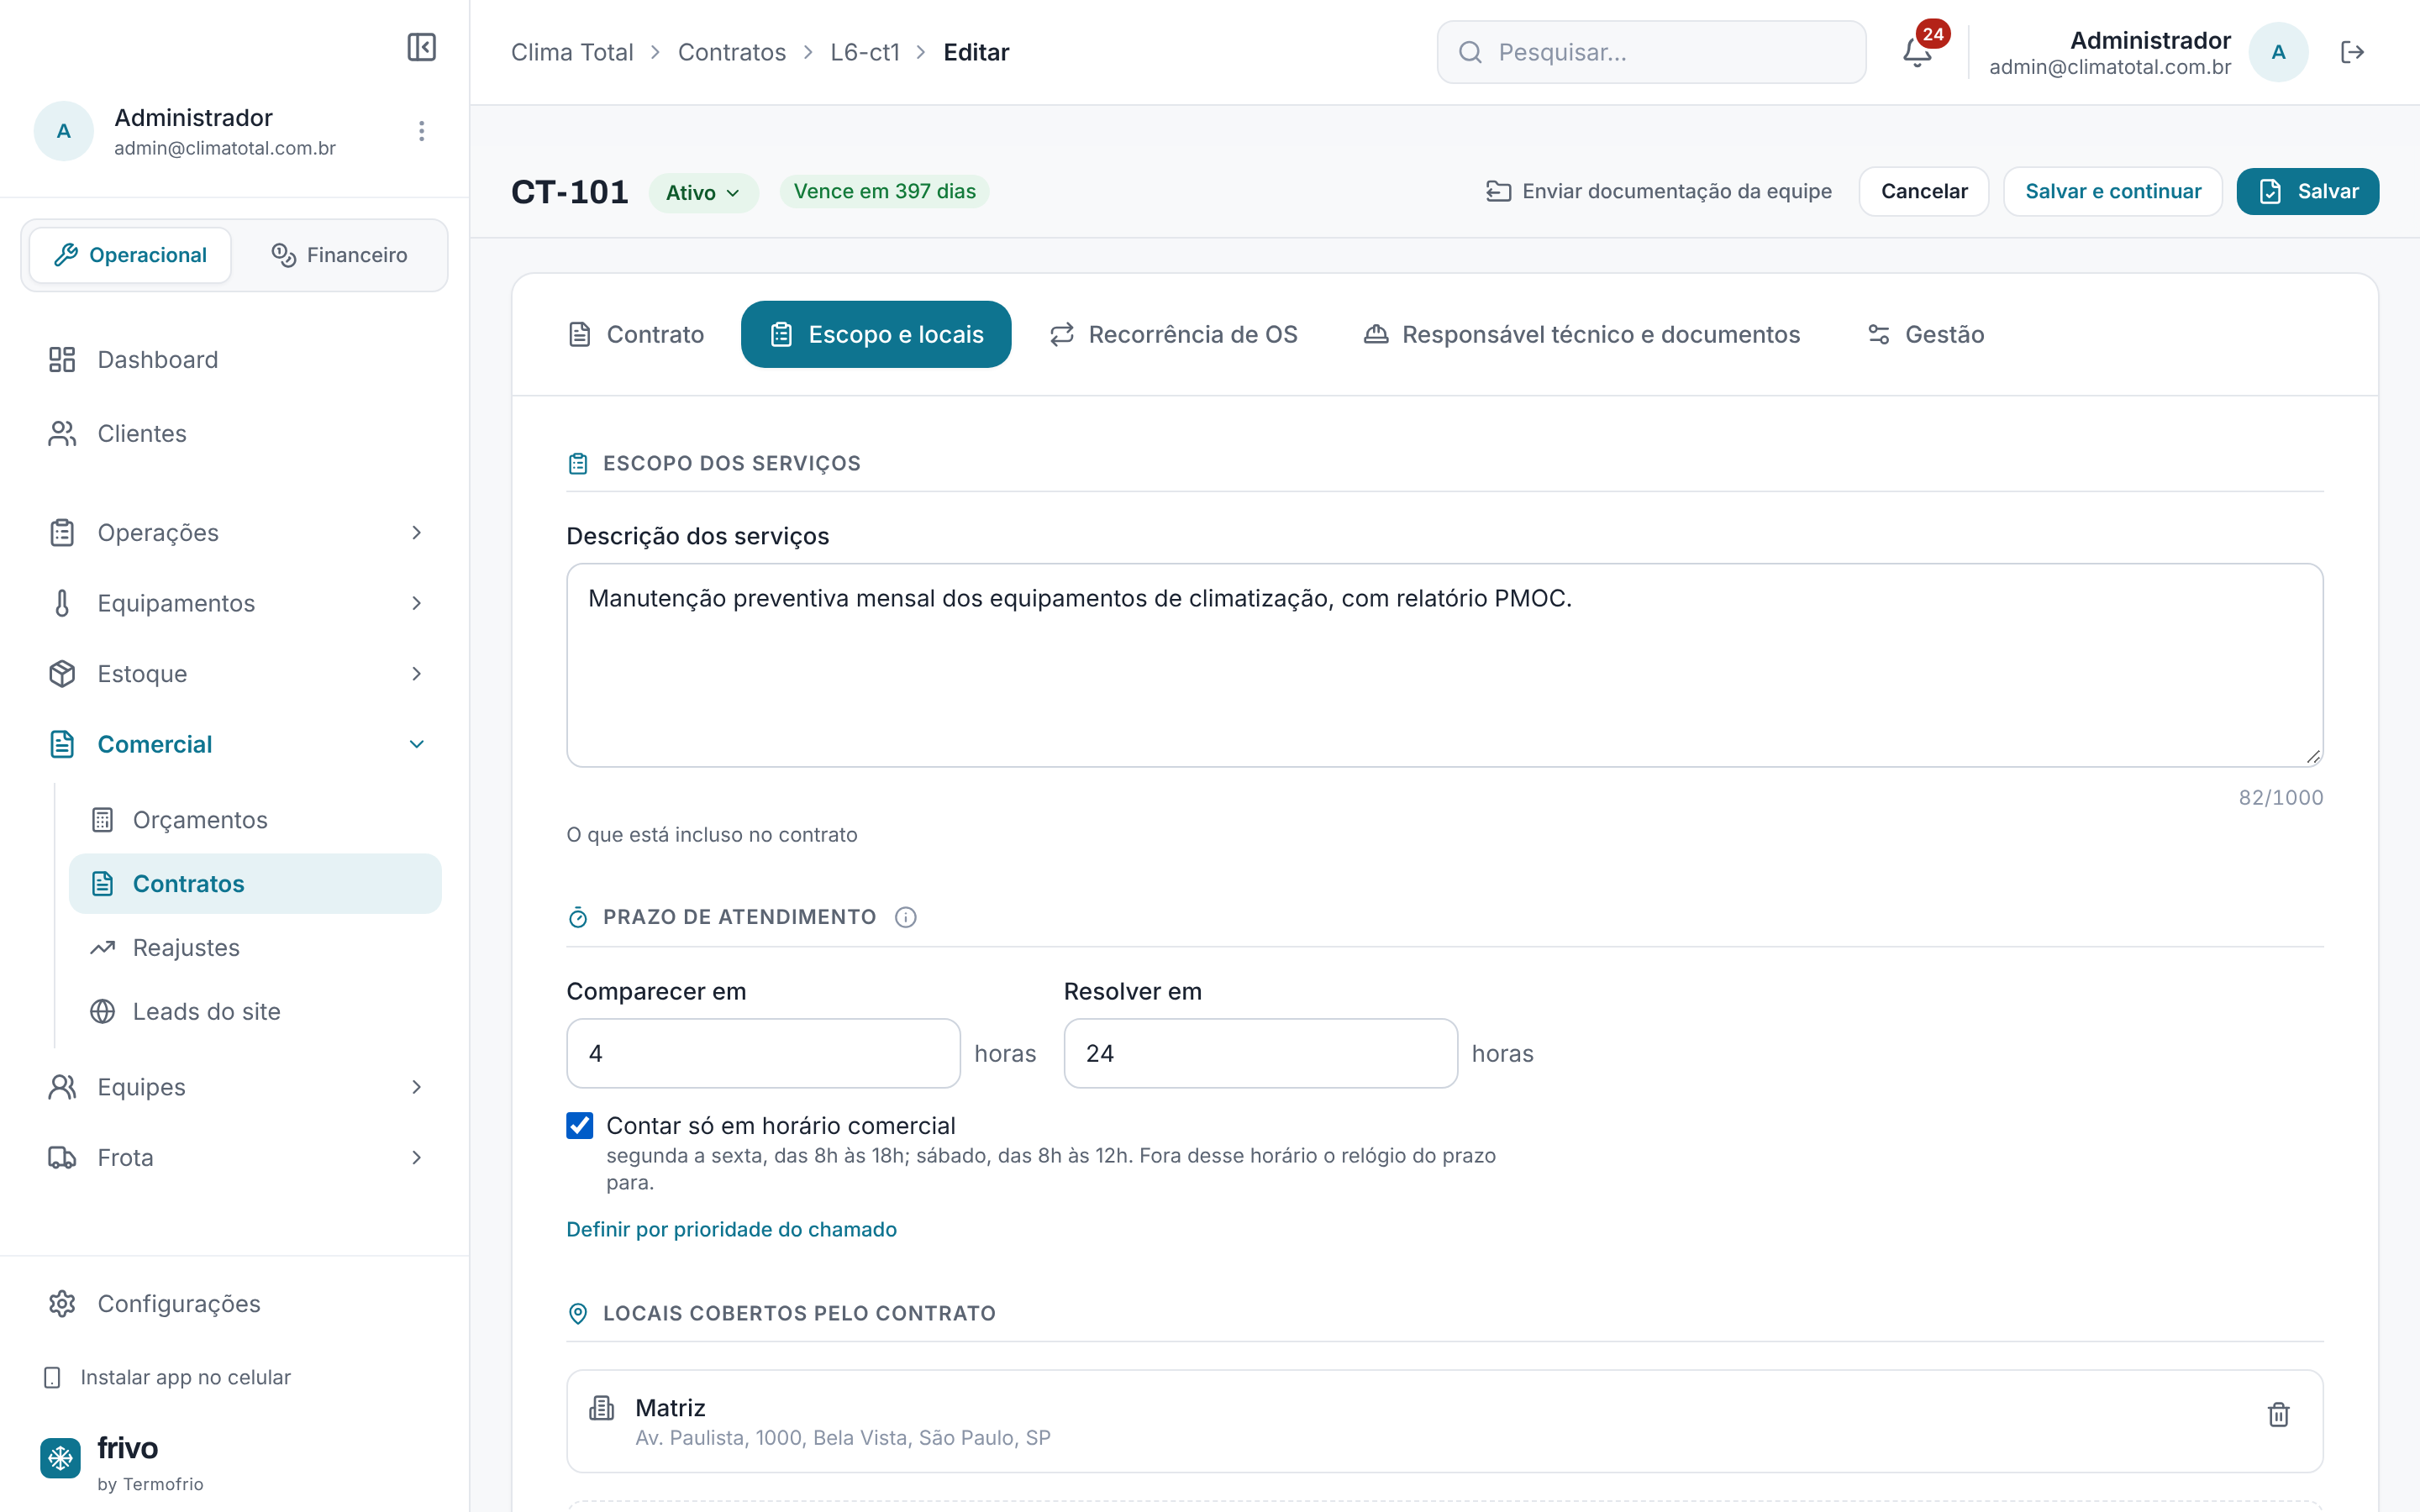 Administrador
admin@climatotal.com.br
Operacional
Financeiro
Dashboard
Clientes
Operações
Equipamentos
Estoque
Comercial
Orçamentos
Contratos
Reajustes
Leads do site
Equipes
Frota
Configurações
Instalar app no celular
frivo
by Termofrio
Clima Total > Contratos > L6-ct1 > Editar
Pesquisar...
24
Administrador
admin@climatotal.com.br
A
A
CT-101
Ativo
Vence em 397 dias
Enviar documentação da equipe
Cancelar
Salvar e continuar
Salvar
Contrato
Escopo e locais
Recorrência de OS
Responsável técnico e documentos
Gestão
ESCOPO DOS SERVIÇOS
Descrição dos serviços
Manutenção preventiva mensal dos equipamentos de climatização, com relatório PMOC.
82/1000
O que está incluso no contrato
PRAZO DE ATENDIMENTO
Comparecer em
4 horas
Resolver em
24 horas
Contar só em horário comercial
segunda a sexta, das 8h às 18h; sábado, das 8h às 12h. Fora desse horário o relógio do prazo
para.
Definir por prioridade do chamado
LOCAIS COBERTOS PELO CONTRATO
Matriz
Av. Paulista, 1000, Bela Vista, São Paulo, SP